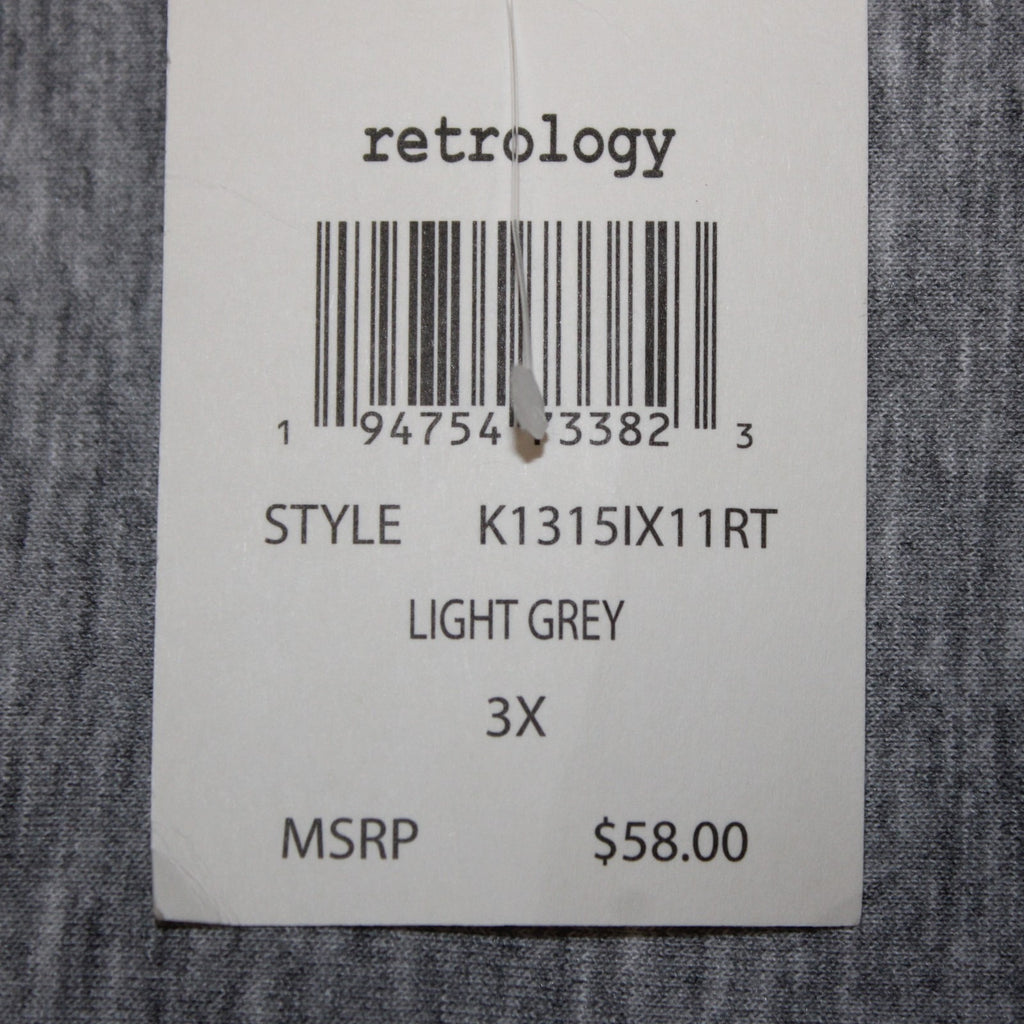 retrology
1 94754 73382 3
STYLE K1315IX11RT
LIGHT GREY
3X
MSRP $58.00